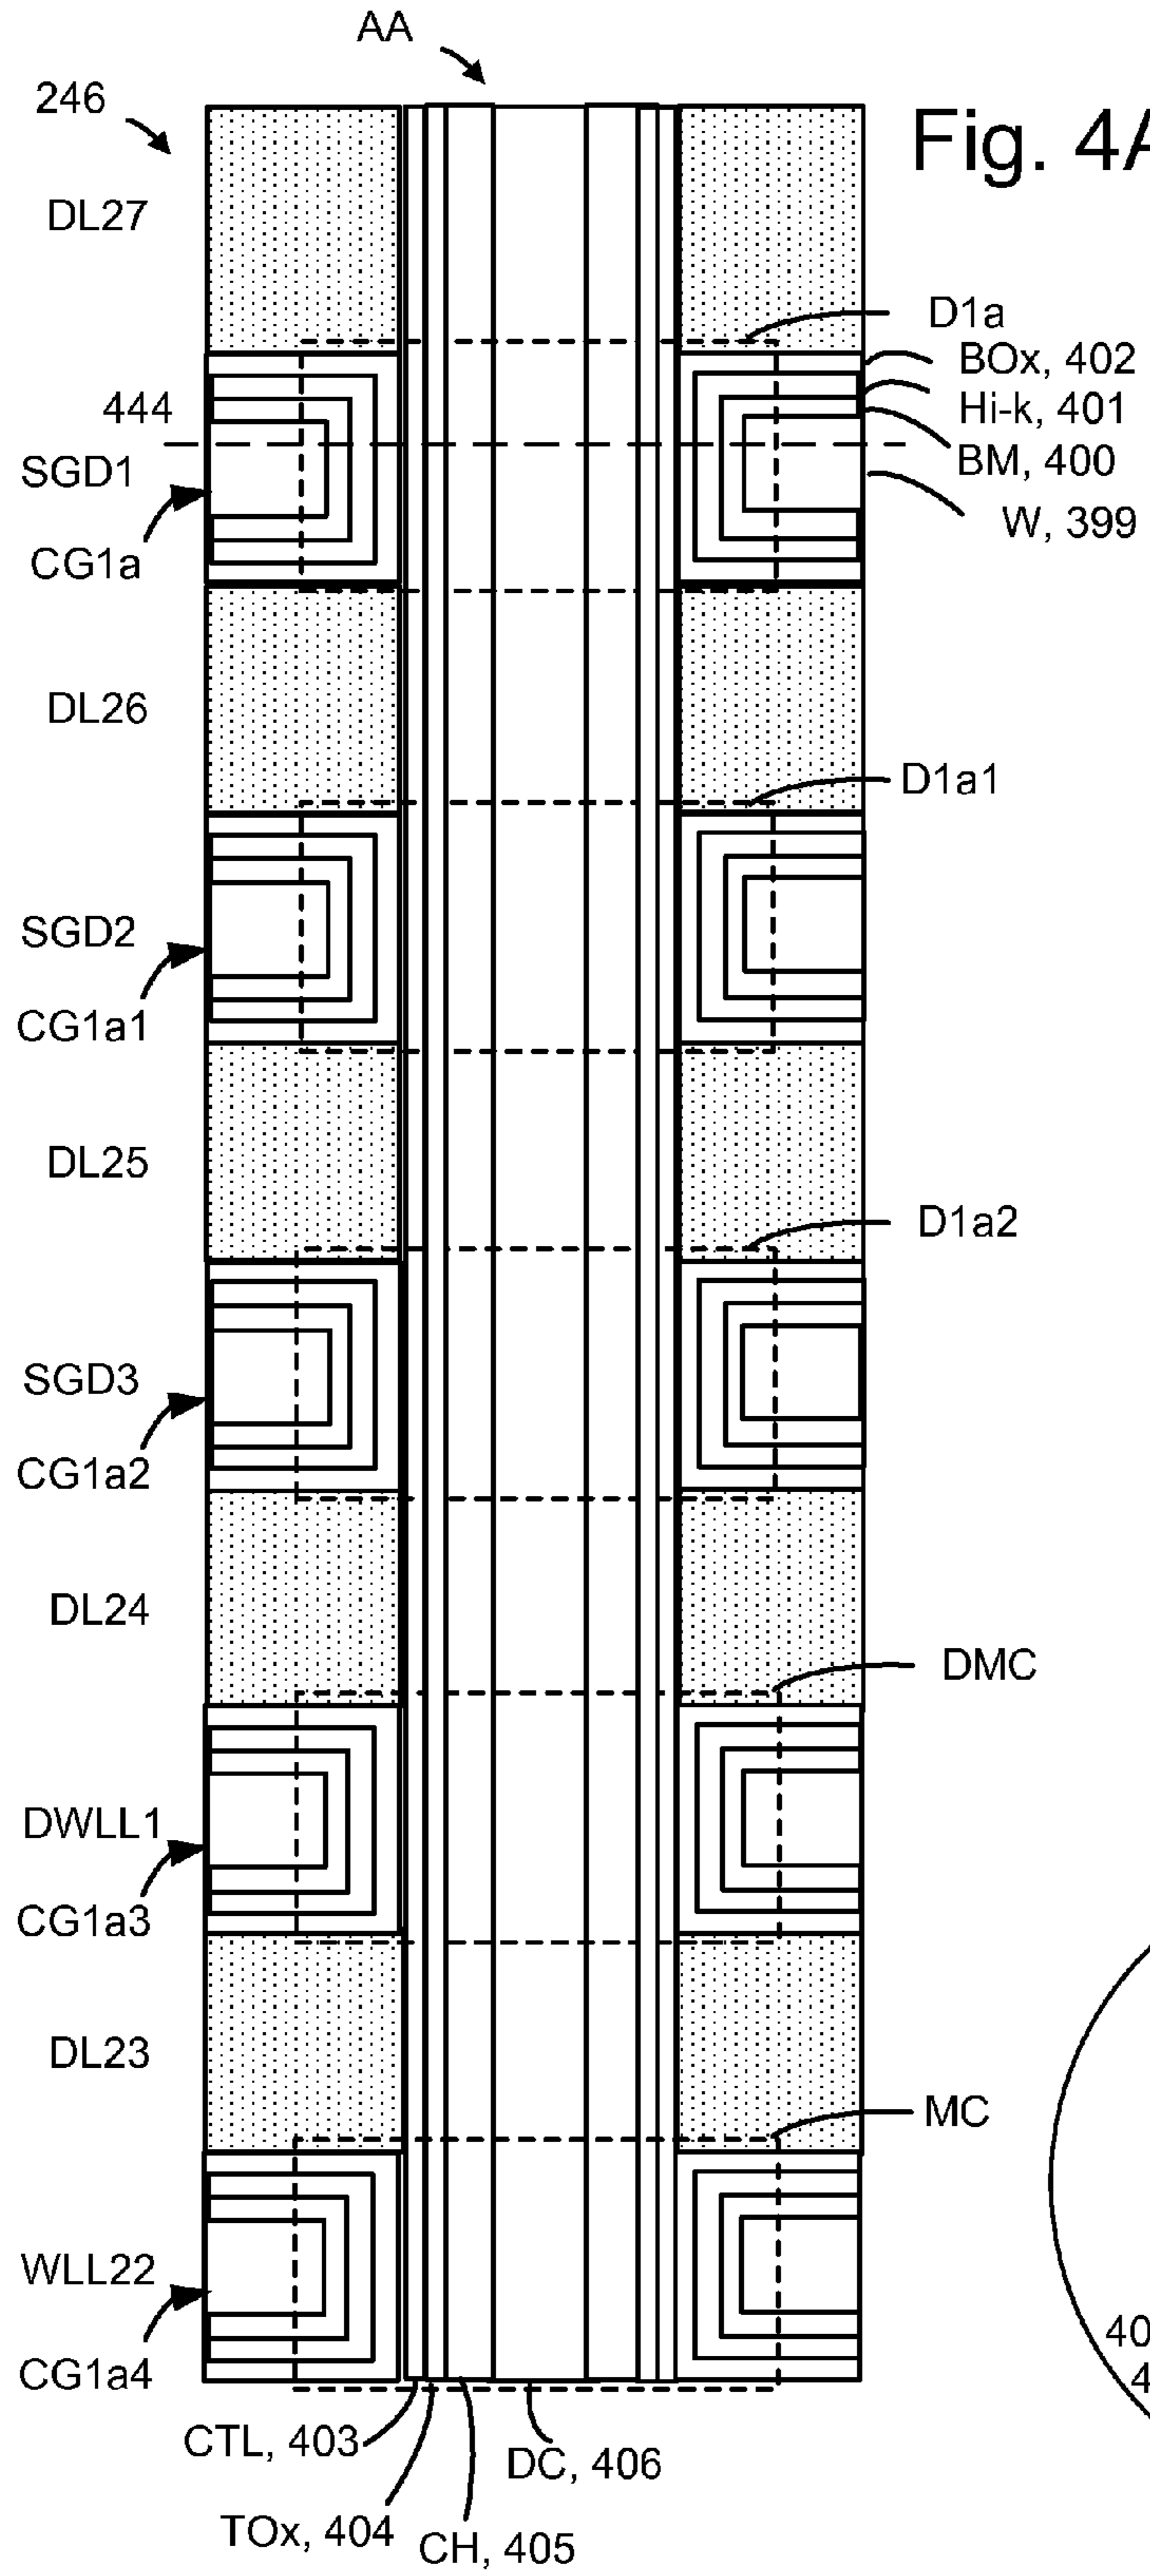 AA
246
Fig. 4A
DL27
D1a
BOx, 402
444
Hi-k, 401
SGD1
BM, 400
W, 399
CG1a
DL26
D1a1
SGD2
CG1a1
DL25
D1a2
SGD3
CG1a2
DL24
DMC
DWLL1
CG1a3
DL23
MC
WLL22
40
CG1a4
4
CTL, 403
DC, 406
TOx, 404
CH, 405